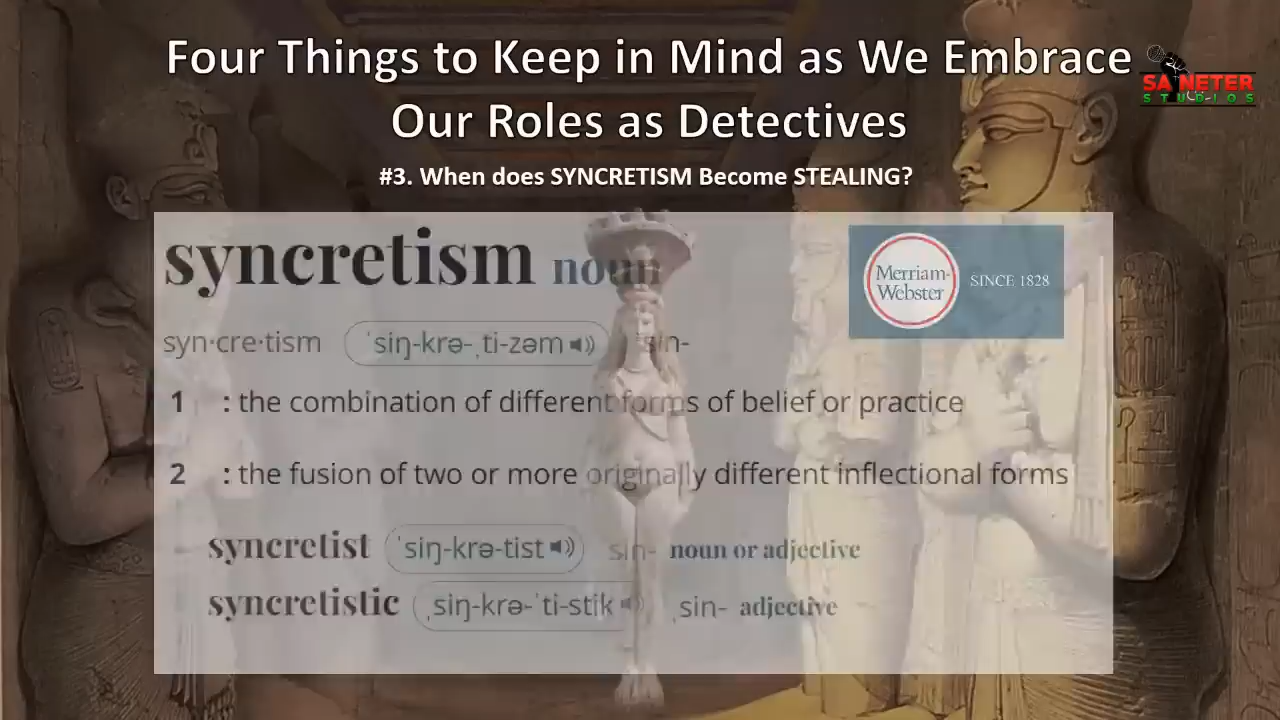 Four Things to Keep in Mind as We Embrace
Our Roles as Detectives
SA NETER
STUDIOS
#3. When does SYNCRETISM Become STEALING?
syncretism noun
Merriam-
Webster
SINCE 1828
syn·cre·tism ˈsiŋ-krə-ˌti-zəm ˈsin-
1 : the combination of different forms of belief or practice
2 : the fusion of two or more originally different inflectional forms
syncretist ˈsiŋ-krə-tist sin- noun or adjective
syncretistic ˌsiŋ-krə-ˈti-stik ˌsin- adjective